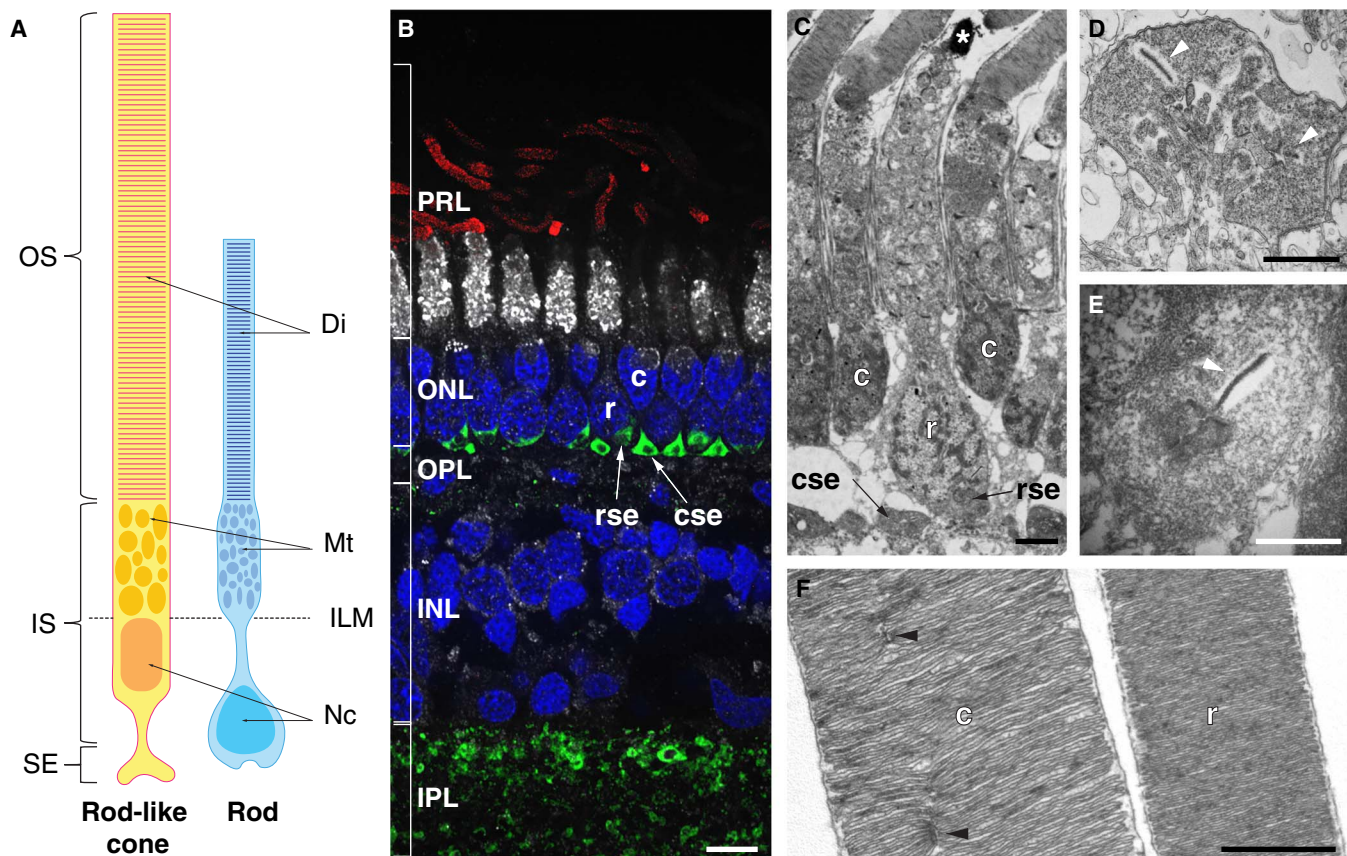 A
OS
Di
Mt
IS
ILM
Nc
SE
Rod-like
cone
Rod
B
PRL
ONL
c
r
OPL
rse
cse
INL
IPL
C
*
c
c
r
cse
rse
D
E
F
c
r